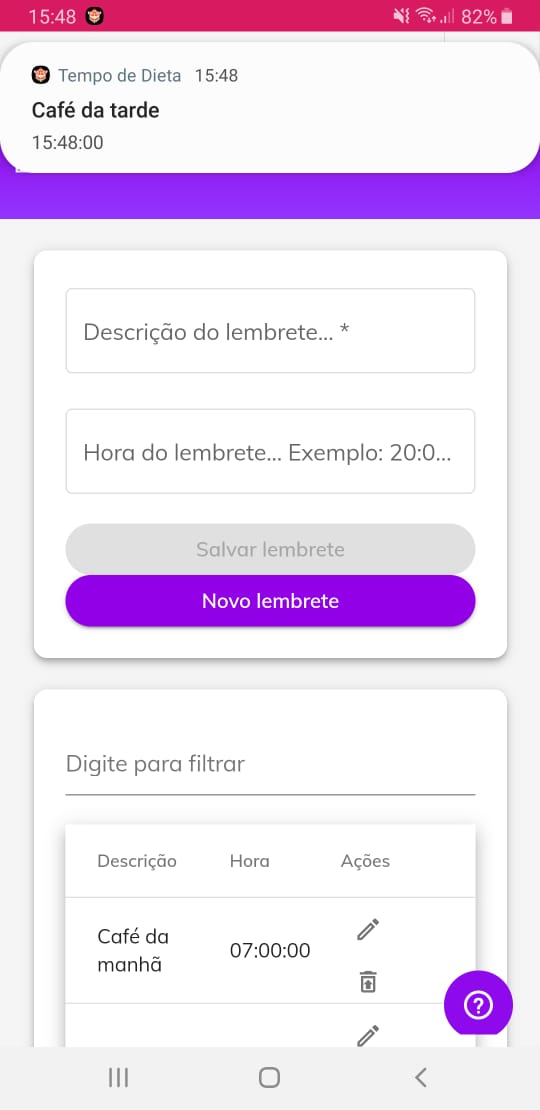 15:48 82%
Tempo de Dieta 15:48
Café da tarde
15:48:00
Descrição do lembrete... *
Hora do lembrete... Exemplo: 20:0...
Salvar lembrete
Novo lembrete
Digite para filtrar
Descrição Hora Ações
Café da
manhã
07:00:00